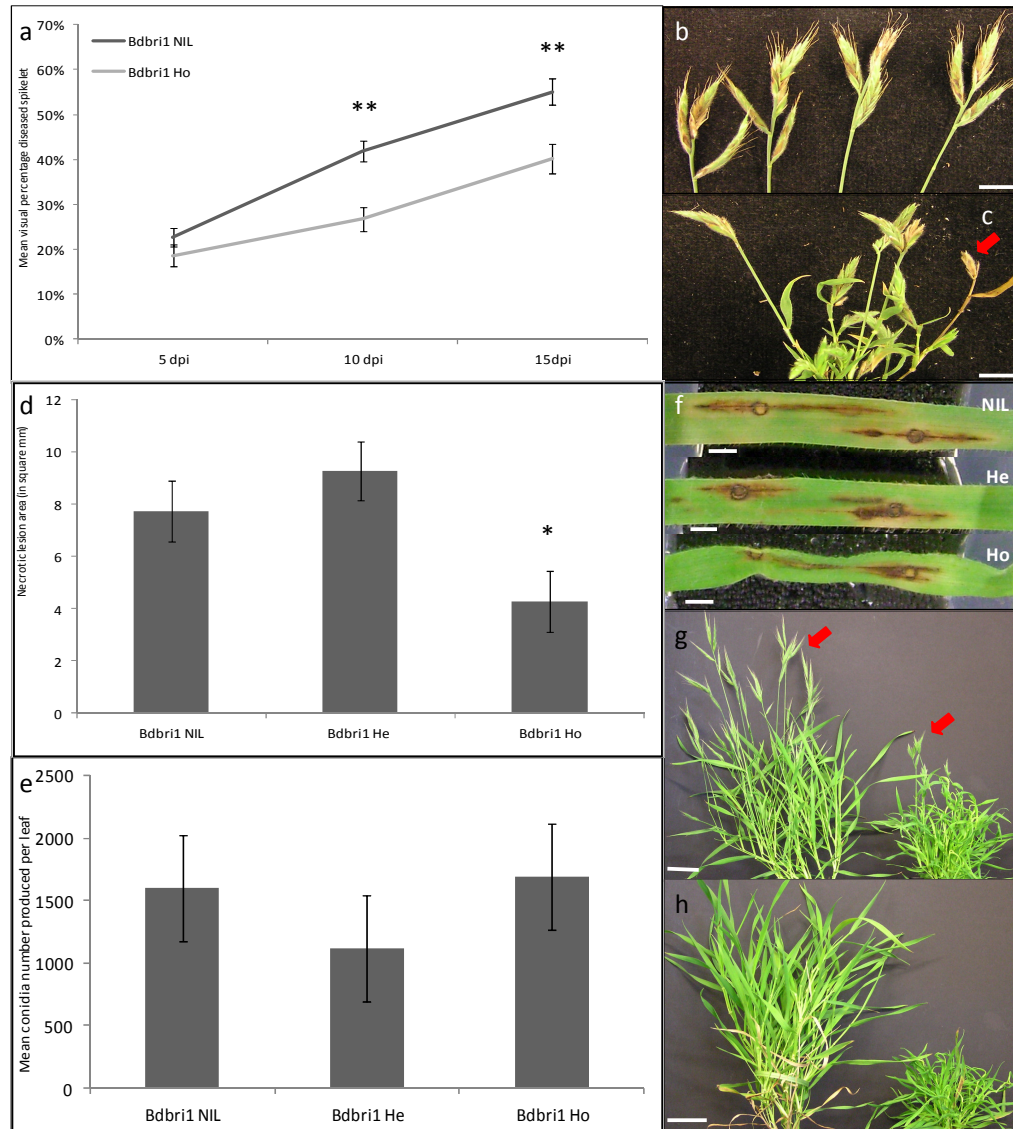 a
70%
60%
50%
40%
30%
20%
10%
0%
Mean visual percentage diseased spikelet
Bdbri1 NIL
Bdbri1 Ho
**
**
5 dpi
10 dpi
15dpi
b
c
d
12
10
8
6
4
2
0
Necrotic lesion area (in square mm)
*
Bdbri1 NIL
Bdbri1 He
Bdbri1 Ho
e
2500
2000
1500
1000
500
0
Mean conidia number produced per leaf
Bdbri1 NIL
Bdbri1 He
Bdbri1 Ho
f
NIL
He
Ho
g
h